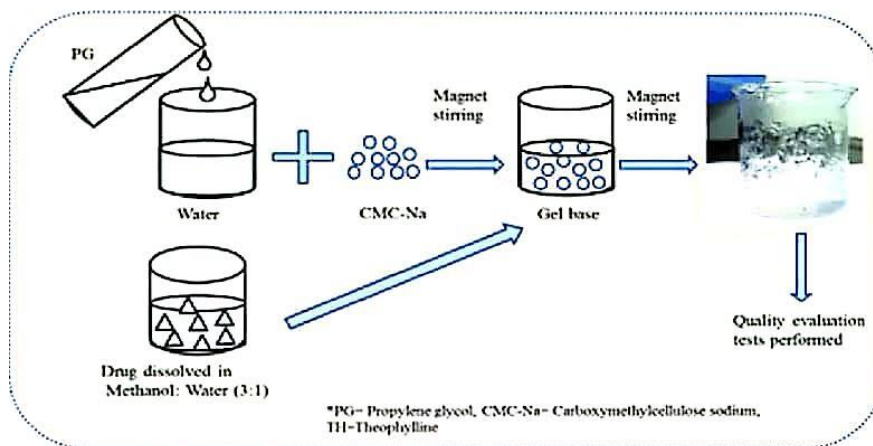 PG
Water
CMC-Na
Magnet
stirring
Gel base
Magnet
stirring
Drug dissolved in
Methanol: Water (3:1)
Quality evaluation
tests performed
*PG= Propylene glycol, CMC-Na= Carboxymethylcellulose sodium,
TH=Theophylline